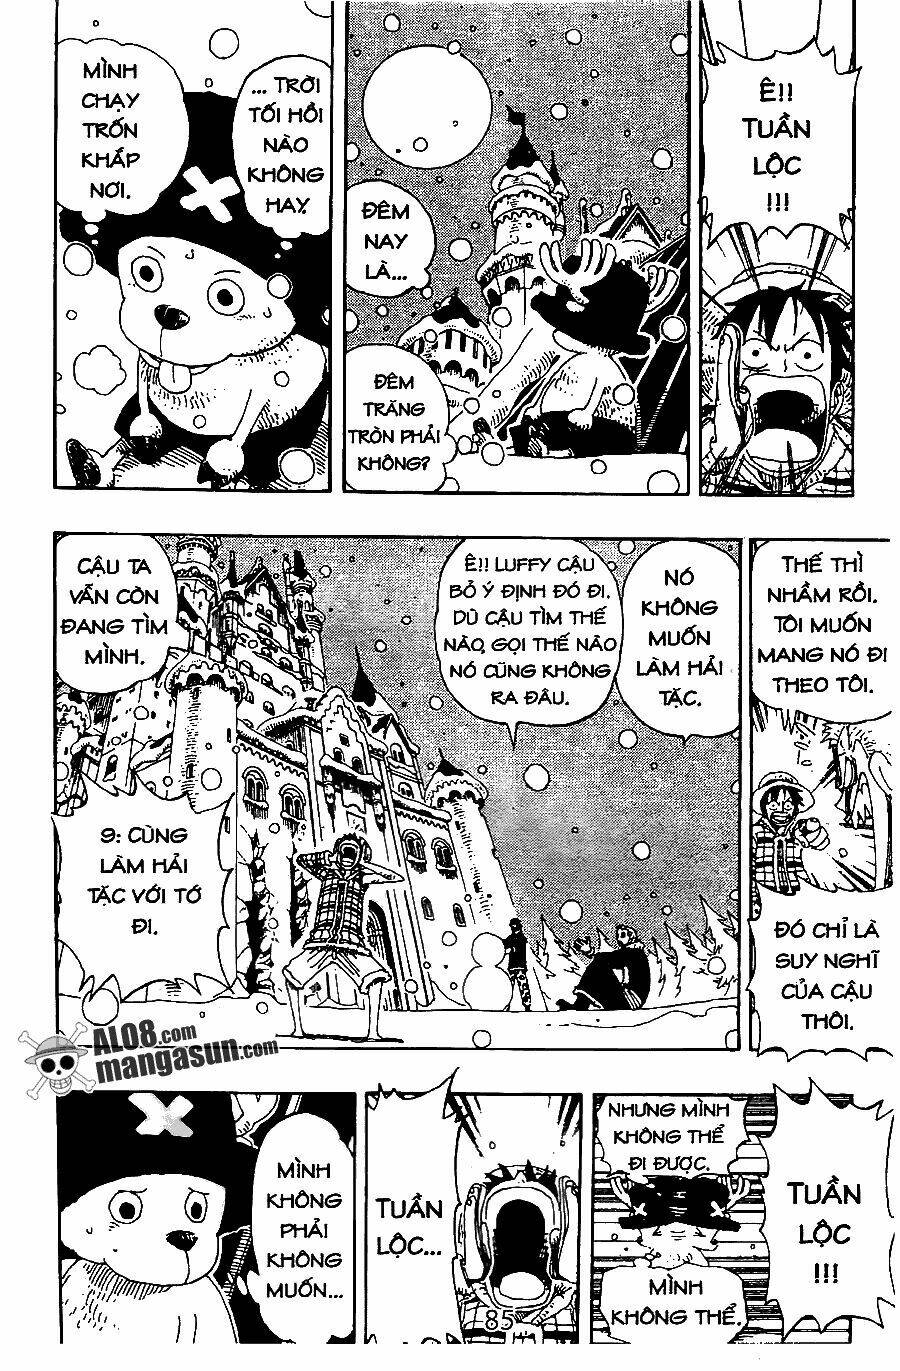 Ê!!
TUẦN
LỘC
!!!
ĐÊM
NAY
LÀ...
ĐÊM
TRĂNG
TRÒN PHẢI
KHÔNG?
... TRỜI
TỐI HỒI
NÀO
KHÔNG
HAY.
MÌNH
CHẠY
TRỐN
KHẮP
NƠI.
THẾ THÌ
NHẦM RỒI.
TÔI MUỐN
MANG NÓ ĐI
THEO TÔI.
ĐÓ CHỈ LÀ
SUY NGHĨ
CỦA CẬU
THÔI.
NÓ
KHÔNG
MUỐN
LÀM HẢI
TẶC.
Ê!! LUFFY CẬU
BỎ Ý ĐỊNH ĐÓ ĐI.
DÙ CẬU TÌM THẾ
NÀO, GỌI THẾ NÀO
NÓ CŨNG KHÔNG
RA ĐÂU.
CẬU TA
VẪN CÒN
ĐANG TÌM
MÌNH.
9: CÙNG
LÀM HẢI
TẶC VỚI TỚ
ĐI.
ALO8.com
mangasun.com
TUẦN
LỘC
!!!
NHƯNG MÌNH
KHÔNG THỂ
ĐI ĐƯỢC.
MÌNH
KHÔNG THỂ.
TUẦN
LỘC...
MÌNH
KHÔNG
PHẢI
KHÔNG
MUỐN...
85